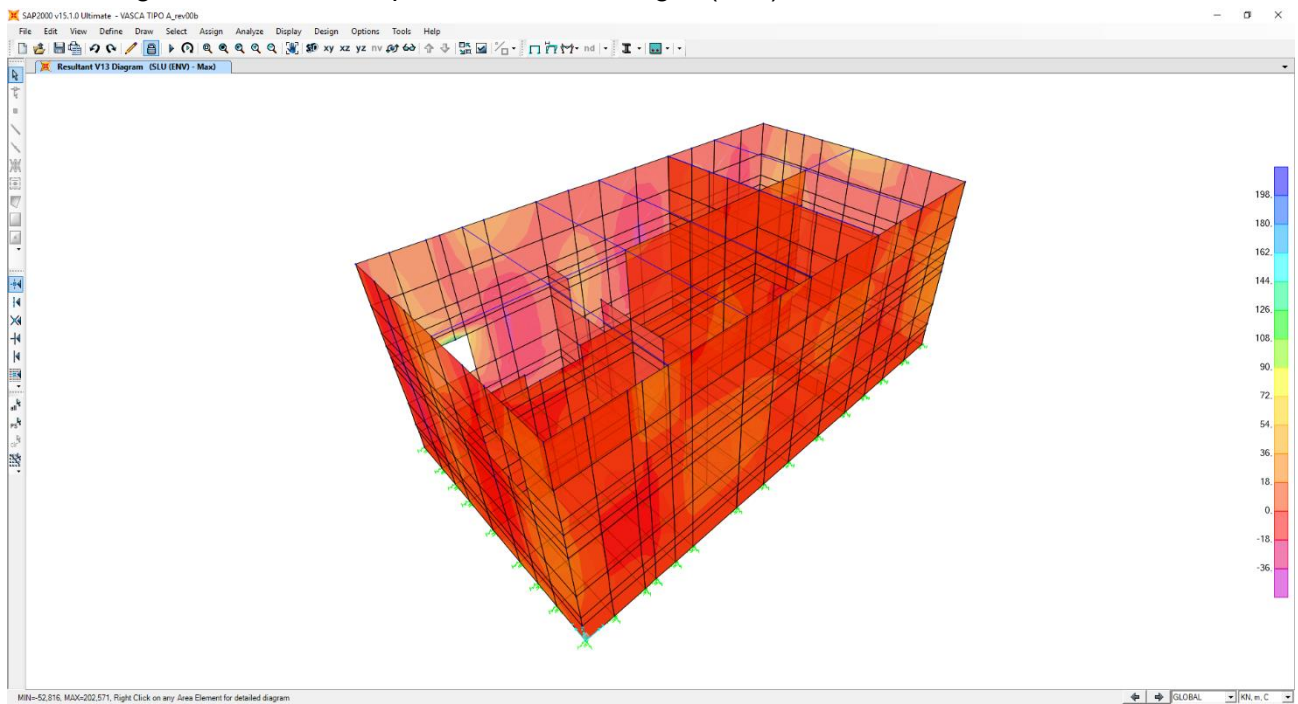 SAP2000 v15.1.0 Ultimate - VASCA TIPO A_rev00b
File Edit View Define Draw Select Assign Analyze Display Design Options Tools Help
xy xz yz nv nd
Resultant V13 Diagram (SLU (ENV) - Max)
198,
180,
162,
144,
126,
108,
90,
72,
54,
36,
18,
0,
-18,
-36,
MIN=-52,816, MAX=202,571, Right Click on any Area Element for detailed diagram
GLOBAL
KN, m, C